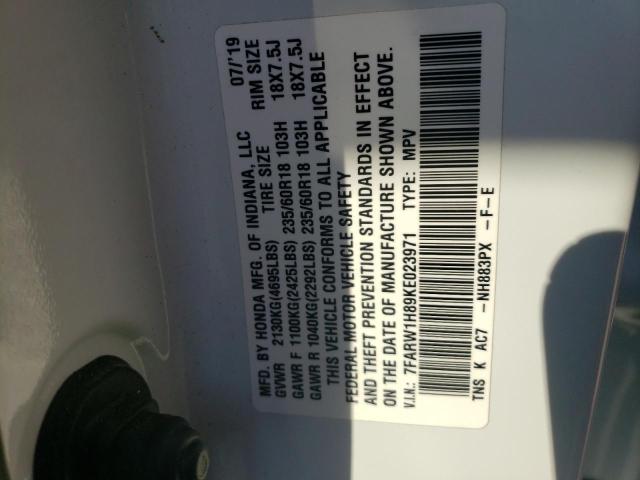 MFD. BY HONDA MFG. OF INDIANA, LLC 07/'19
GVWR 2130KG(4695LBS) TIRE SIZE RIM SIZE
GAWR F 1100KG(2425LBS) 235/60R18 103H 18X7.5J
GAWR R 1040KG(2292LBS) 235/60R18 103H 18X7.5J
THIS VEHICLE CONFORMS TO ALL APPLICABLE
FEDERAL MOTOR VEHICLE SAFETY
AND THEFT PREVENTION STANDARDS IN EFFECT
ON THE DATE OF MANUFACTURE SHOWN ABOVE.
V.I.N.: 7FARW1H89KE023971 TYPE: MPV
TNS K AC7 -NH883PX -F-E